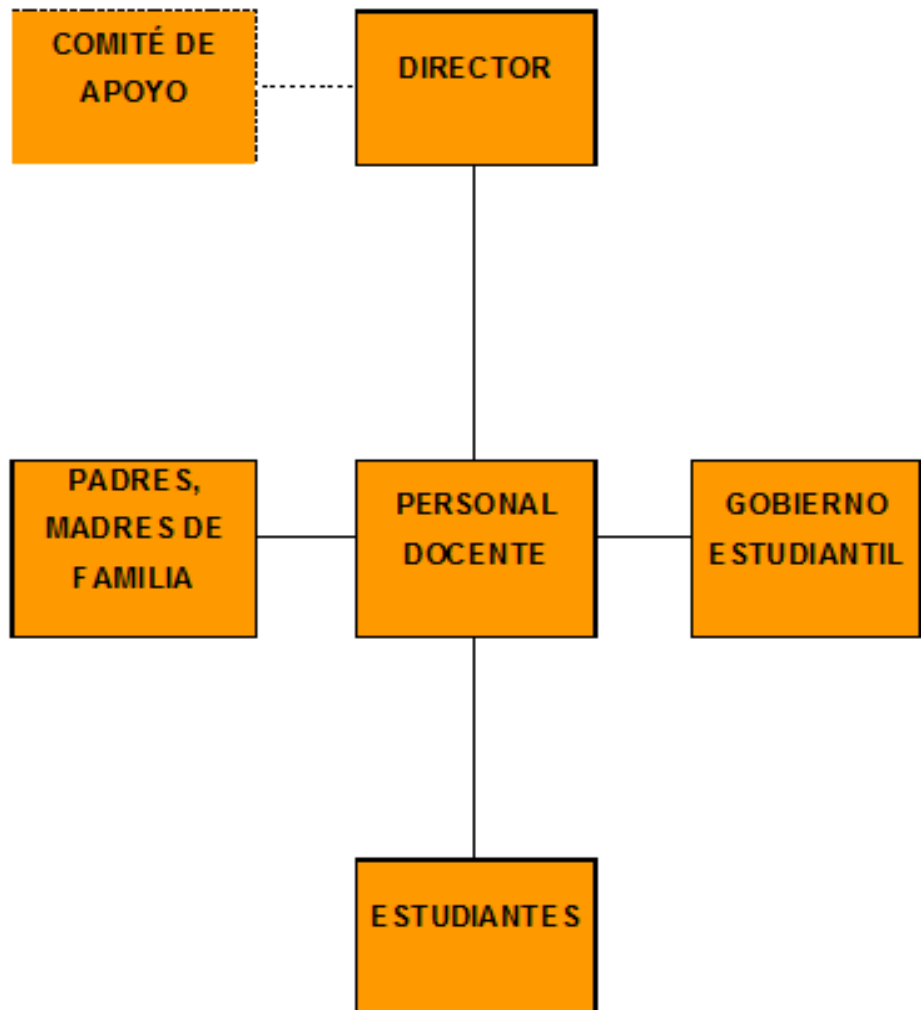 COMITÉ DE
APOYO
DIRECTOR
PADRES,
MADRES DE
FAMILIA
PERSONAL
DOCENTE
GOBIERNO
ESTUDIANTIL
ESTUDIANTES